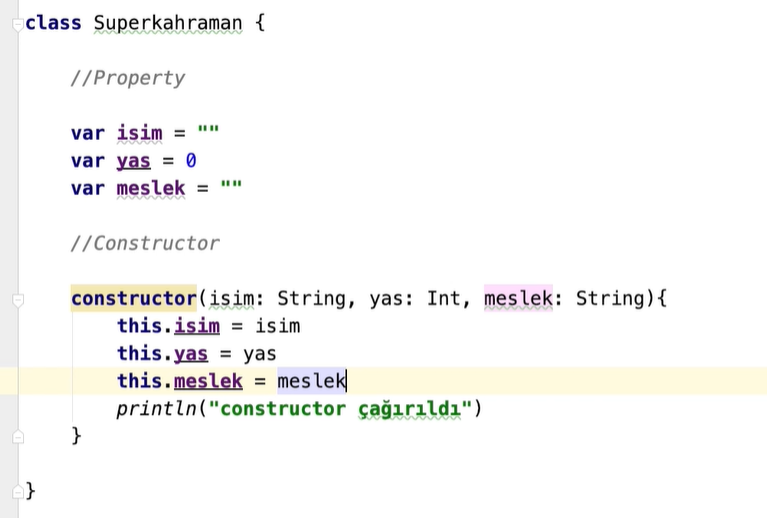 class Superkahraman {
//Property
var isim = ""
var yas = 0
var meslek = ""
//Constructor
constructor(isim: String, yas: Int, meslek: String){
this.isim = isim
this.yas = yas
this.meslek = meslek
println("constructor çağırıldı")
}
}